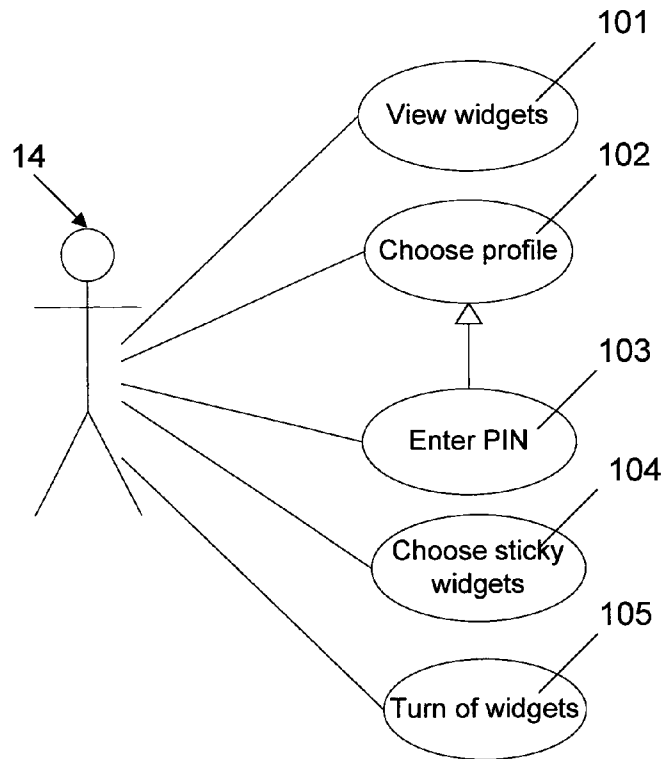 101
View widgets
14
102
Choose profile
103
Enter PIN
104
Choose sticky
widgets
105
Turn of widgets